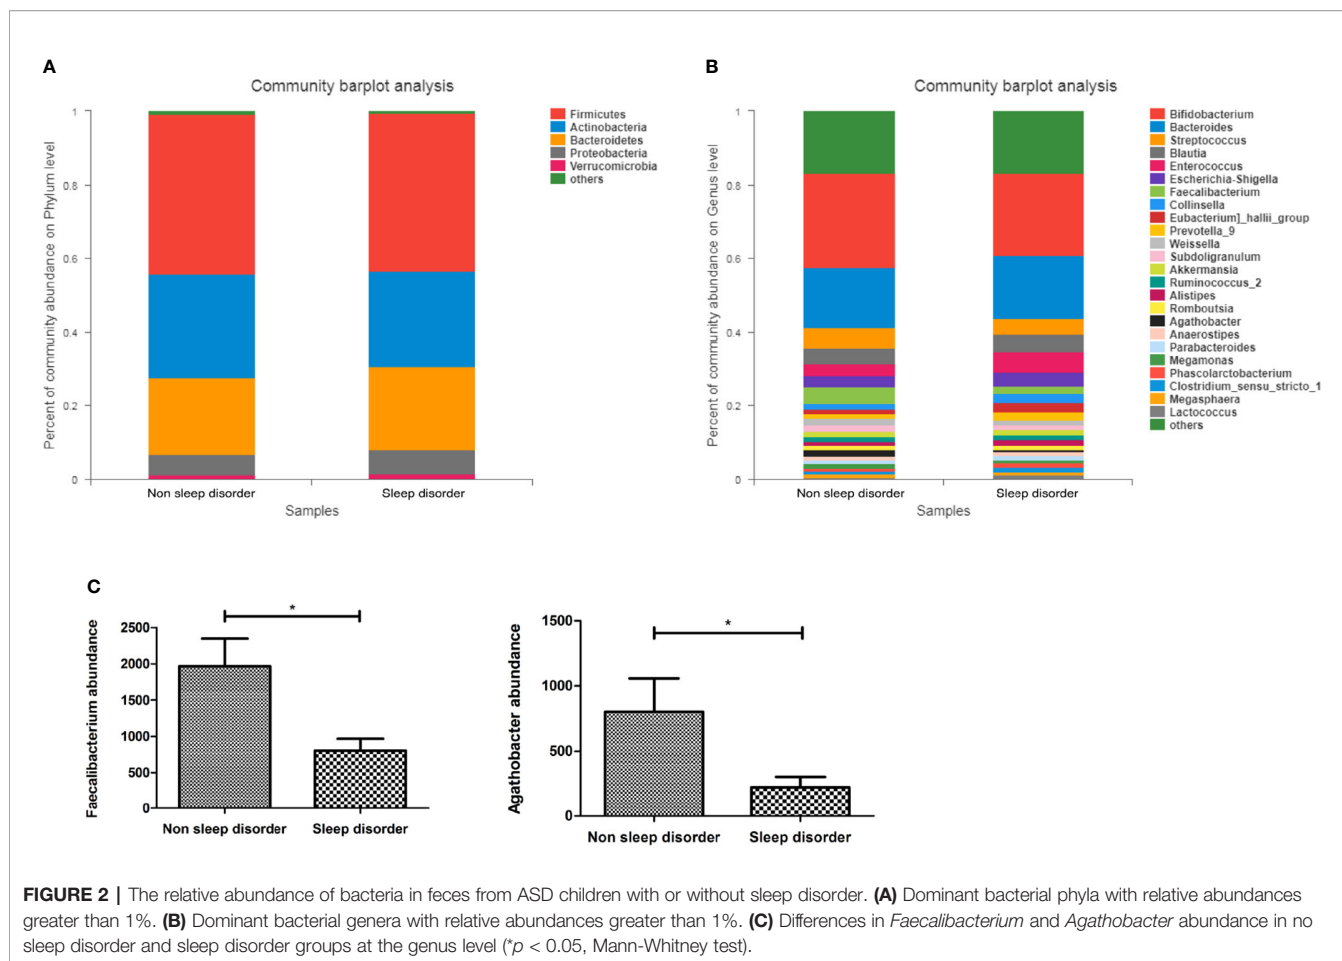 A
Community barplot analysis
Percent of community abundance on Phylum level
1
0.8
0.6
0.4
0.2
0
Non sleep disorder
Sleep disorder
Samples
Firmicutes
Actinobacteria
Bacteroidetes
Proteobacteria
Verrucomicrobia
others
B
Community barplot analysis
Percent of community abundance on Genus level
1
0.8
0.6
0.4
0.2
0
Non sleep disorder
Sleep disorder
Samples
Bifidobacterium
Bacteroides
Streptococcus
Blautia
Enterococcus
Escherichia-Shigella
Faecalibacterium
Collinsella
Eubacterium]_hallii_group
Prevotella_9
Weissella
Subdoligranulum
Akkermansia
Ruminococcus_2
Alistipes
Romboutsia
Agathobacter
Anaerostipes
Parabacteroides
Megamonas
Phascolarctobacterium
Clostridium_sensu_stricto_1
Megasphaera
Lactococcus
others
C
Faecalibacterium abundance
2500
2000
1500
1000
500
0
*
Non sleep disorder
Sleep disorder
Agathobacter abundance
1500
1000
500
0
*
Non sleep disorder
Sleep disorder
FIGURE 2 | The relative abundance of bacteria in feces from ASD children with or without sleep disorder. (A) Dominant bacterial phyla with relative abundances
greater than 1%. (B) Dominant bacterial genera with relative abundances greater than 1%. (C) Differences in Faecalibacterium and Agathobacter abundance in no
sleep disorder and sleep disorder groups at the genus level (*p < 0.05, Mann-Whitney test).